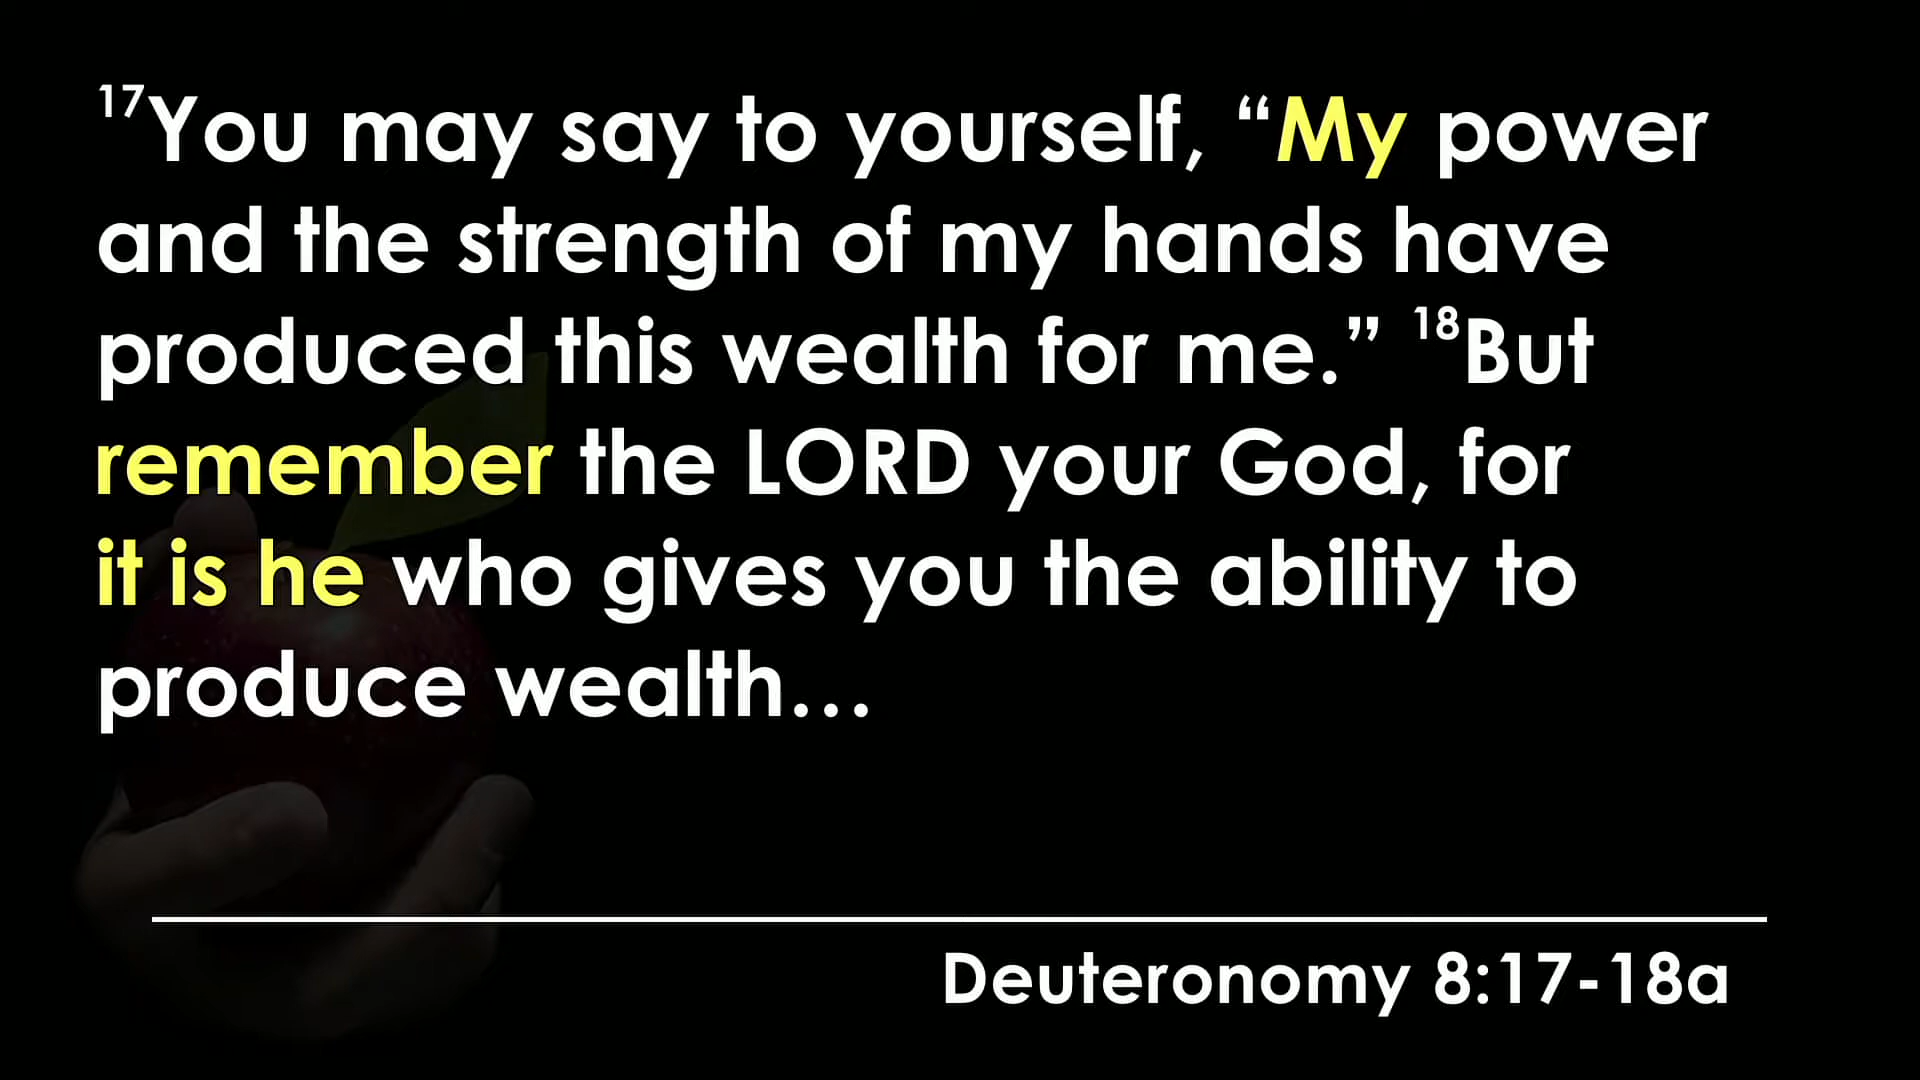 17You may say to yourself, “My power
and the strength of my hands have
produced this wealth for me.” 18But
remember the LORD your God, for
it is he who gives you the ability to
produce wealth…
Deuteronomy 8:17-18a